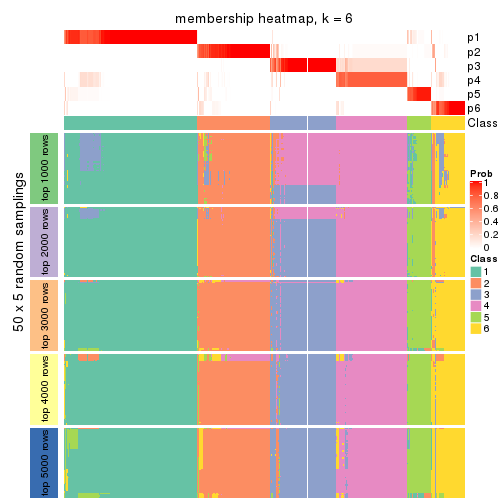 membership heatmap, k = 6
p1
p2
p3
p4
p5
p6
Class
50 x 5 random samplings
top 1000 rows
top 2000 rows
top 3000 rows
top 4000 rows
top 5000 rows
Prob
1
0.8
0.6
0.4
0.2
0
Class
1
2
3
4
5
6